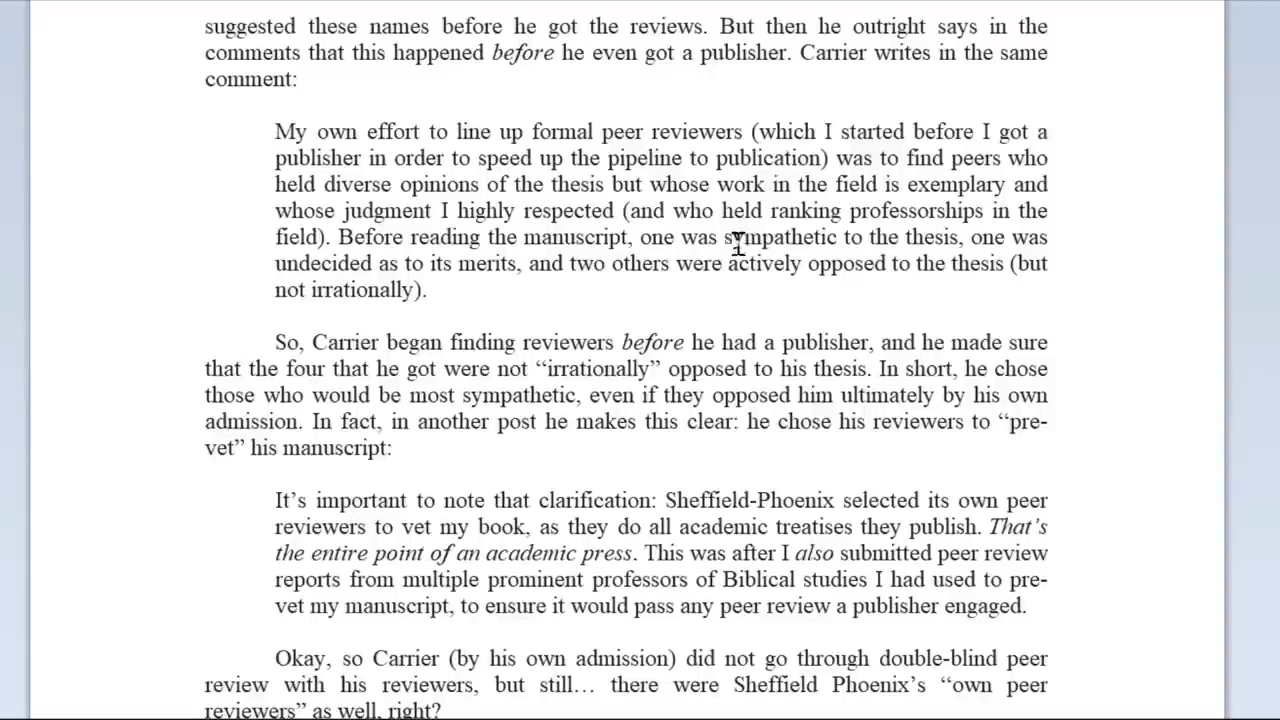 suggested these names before he got the reviews. But then he outright says in the
comments that this happened before he even got a publisher. Carrier writes in the same
comment:
My own effort to line up formal peer reviewers (which I started before I got a
publisher in order to speed up the pipeline to publication) was to find peers who
held diverse opinions of the thesis but whose work in the field is exemplary and
whose judgment I highly respected (and who held ranking professorships in the
field). Before reading the manuscript, one was sympathetic to the thesis, one was
undecided as to its merits, and two others were actively opposed to the thesis (but
not irrationally).
So, Carrier began finding reviewers before he had a publisher, and he made sure
that the four that he got were not “irrationally” opposed to his thesis. In short, he chose
those who would be most sympathetic, even if they opposed him ultimately by his own
admission. In fact, in another post he makes this clear: he chose his reviewers to “pre-
vet” his manuscript:
It’s important to note that clarification: Sheffield-Phoenix selected its own peer
reviewers to vet my book, as they do all academic treatises they publish. That’s
the entire point of an academic press. This was after I also submitted peer review
reports from multiple prominent professors of Biblical studies I had used to pre-
vet my manuscript, to ensure it would pass any peer review a publisher engaged.
Okay, so Carrier (by his own admission) did not go through double-blind peer
review with his reviewers, but still… there were Sheffield Phoenix’s “own peer
reviewers” as well, right?